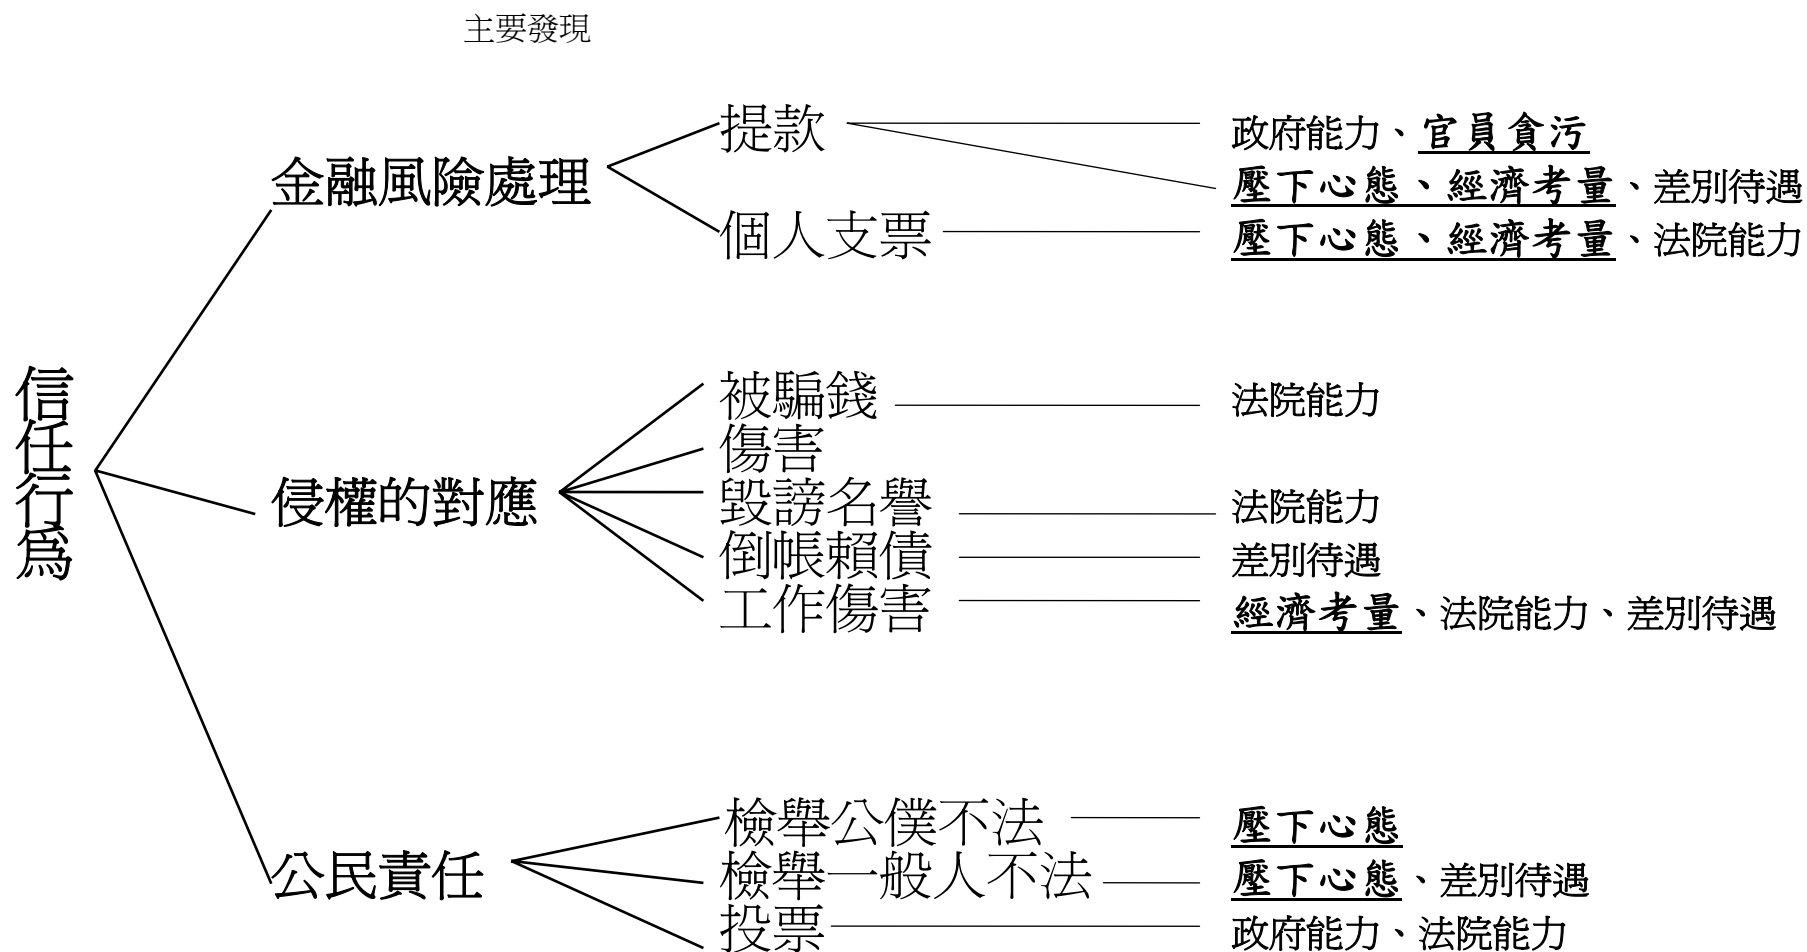 主要發現
信任行為
金融風險處理
提款
政府能力、官員貪污
壓下心態、經濟考量、差別待遇
個人支票
壓下心態、經濟考量、法院能力
侵權的對應
被騙錢
法院能力
傷害
毀謗名譽
法院能力
倒帳賴債
差別待遇
工作傷害
經濟考量、法院能力、差別待遇
公民責任
檢舉公僕不法
壓下心態
檢舉一般人不法
壓下心態、差別待遇
投票
政府能力、法院能力